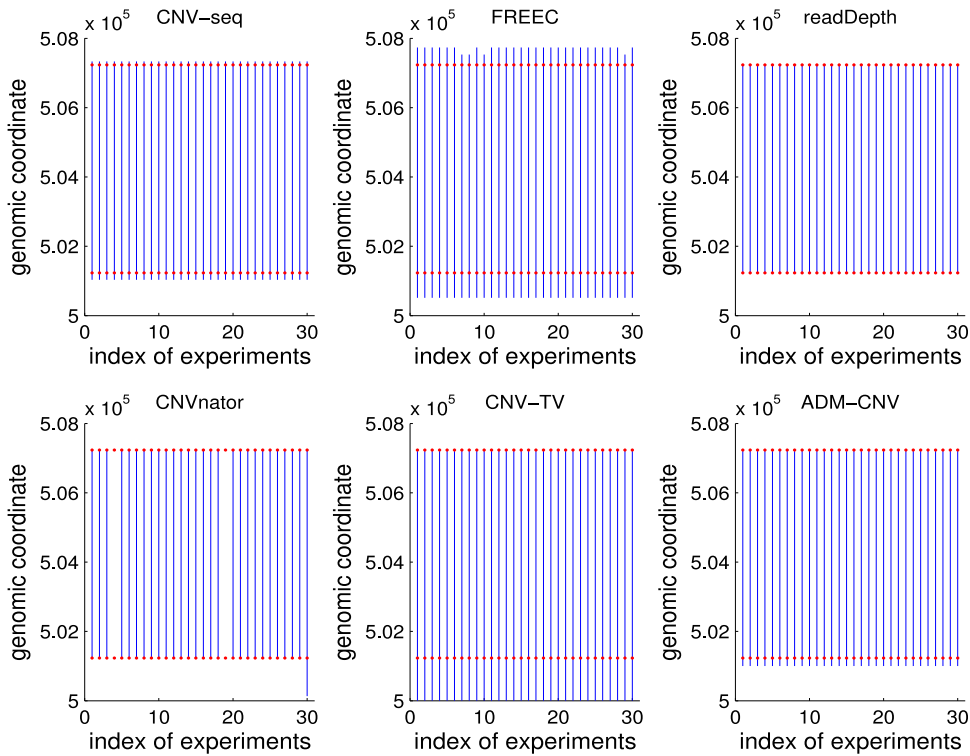 CNV-seq
x 10^5
5.08
5.06
5.04
5.02
5
genomic coordinate
0 10 20 30
index of experiments
FREEC
x 10^5
5.08
5.06
5.04
5.02
5
genomic coordinate
0 10 20 30
index of experiments
readDepth
x 10^5
5.08
5.06
5.04
5.02
5
genomic coordinate
0 10 20 30
index of experiments
CNVnator
x 10^5
5.08
5.06
5.04
5.02
5
genomic coordinate
0 10 20 30
index of experiments
CNV-TV
x 10^5
5.08
5.06
5.04
5.02
5
genomic coordinate
0 10 20 30
index of experiments
ADM-CNV
x 10^5
5.08
5.06
5.04
5.02
5
genomic coordinate
0 10 20 30
index of experiments